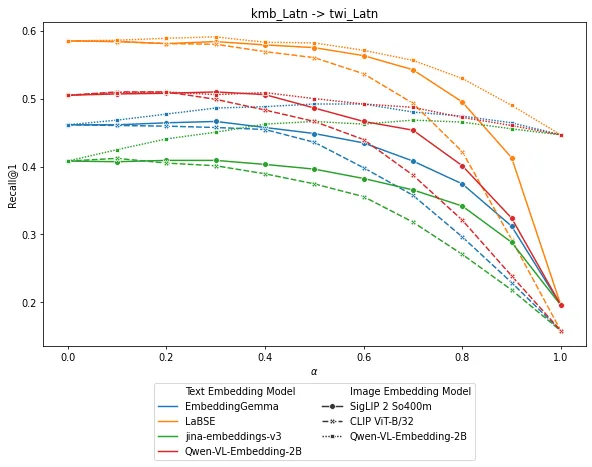 kmb_Latn -> twi_Latn
Recall@1
0.6
0.5
0.4
0.3
0.2
0.0 0.2 0.4 0.6 0.8 1.0
α
Text Embedding Model
EmbeddingGemma
LaBSE
jina-embeddings-v3
Qwen-VL-Embedding-2B
Image Embedding Model
SigLIP 2 So400m
CLIP ViT-B/32
Qwen-VL-Embedding-2B